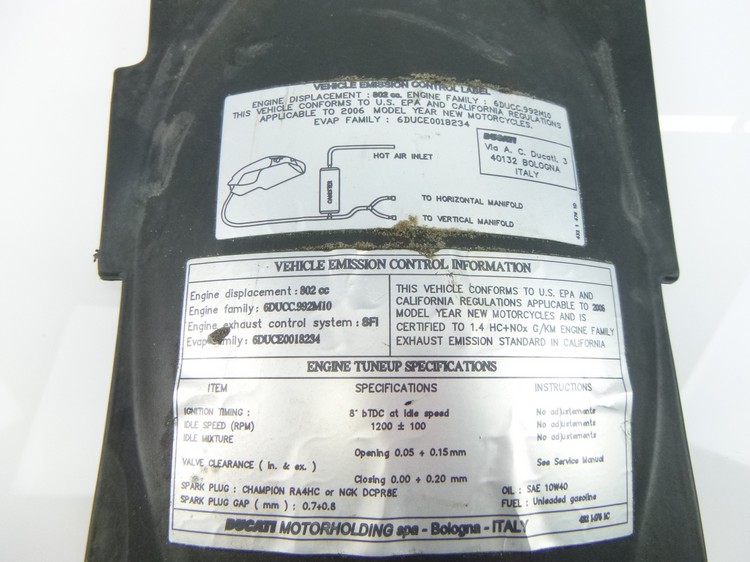 VEHICLE EMISSION CONTROL LABEL
ENGINE DISPLACEMENT : 802 cc. ENGINE FAMILY : 6DUCC.992M10
THIS VEHICLE CONFORMS TO U.S. EPA AND CALIFORNIA REGULATIONS
APPLICABLE TO 2006 MODEL YEAR NEW MOTORCYCLES.
EVAP FAMILY : 6DUCE0018234
DUCATI
Via A. C. Ducati, 3
40132 BOLOGNA
ITALY
HOT AIR INLET
CANISTER
TO HORIZONTAL MANIFOLD
TO VERTICAL MANIFOLD
VEHICLE EMISSION CONTROL INFORMATION
Engine displacement : 802 cc
Engine family : 6DUCC.992M10
Engine exhaust control system : SFI
Evap family : 6DUCE0018234
THIS VEHICLE CONFORMS TO U.S. EPA AND
CALIFORNIA REGULATIONS APPLICABLE TO 2006
MODEL YEAR NEW MOTORCYCLES AND IS
CERTIFIED TO 1.4 HC+NOx G/KM ENGINE FAMILY
EXHAUST EMISSION STANDARD IN CALIFORNIA
ENGINE TUNEUP SPECIFICATIONS
ITEM SPECIFICATIONS INSTRUCTIONS
IGNITION TIMING : 8° bTDC at idle speed No adjustements
IDLE SPEED (RPM) 1200 ± 100 No adjustements
IDLE MIXTURE No adjustements
Opening 0.05 + 0.15 mm
VALVE CLEARANCE ( in. & ex. ) See Service Manual
Closing 0.00 + 0.20 mm
SPARK PLUG : CHAMPION RA4HC or NGK DCPR8E OIL : SAE 10W40
SPARK PLUG GAP ( mm ) : 0.7+0.8 FUEL : Unleaded gasoline
DUCATI MOTORHOLDING spa - Bologna - ITALY